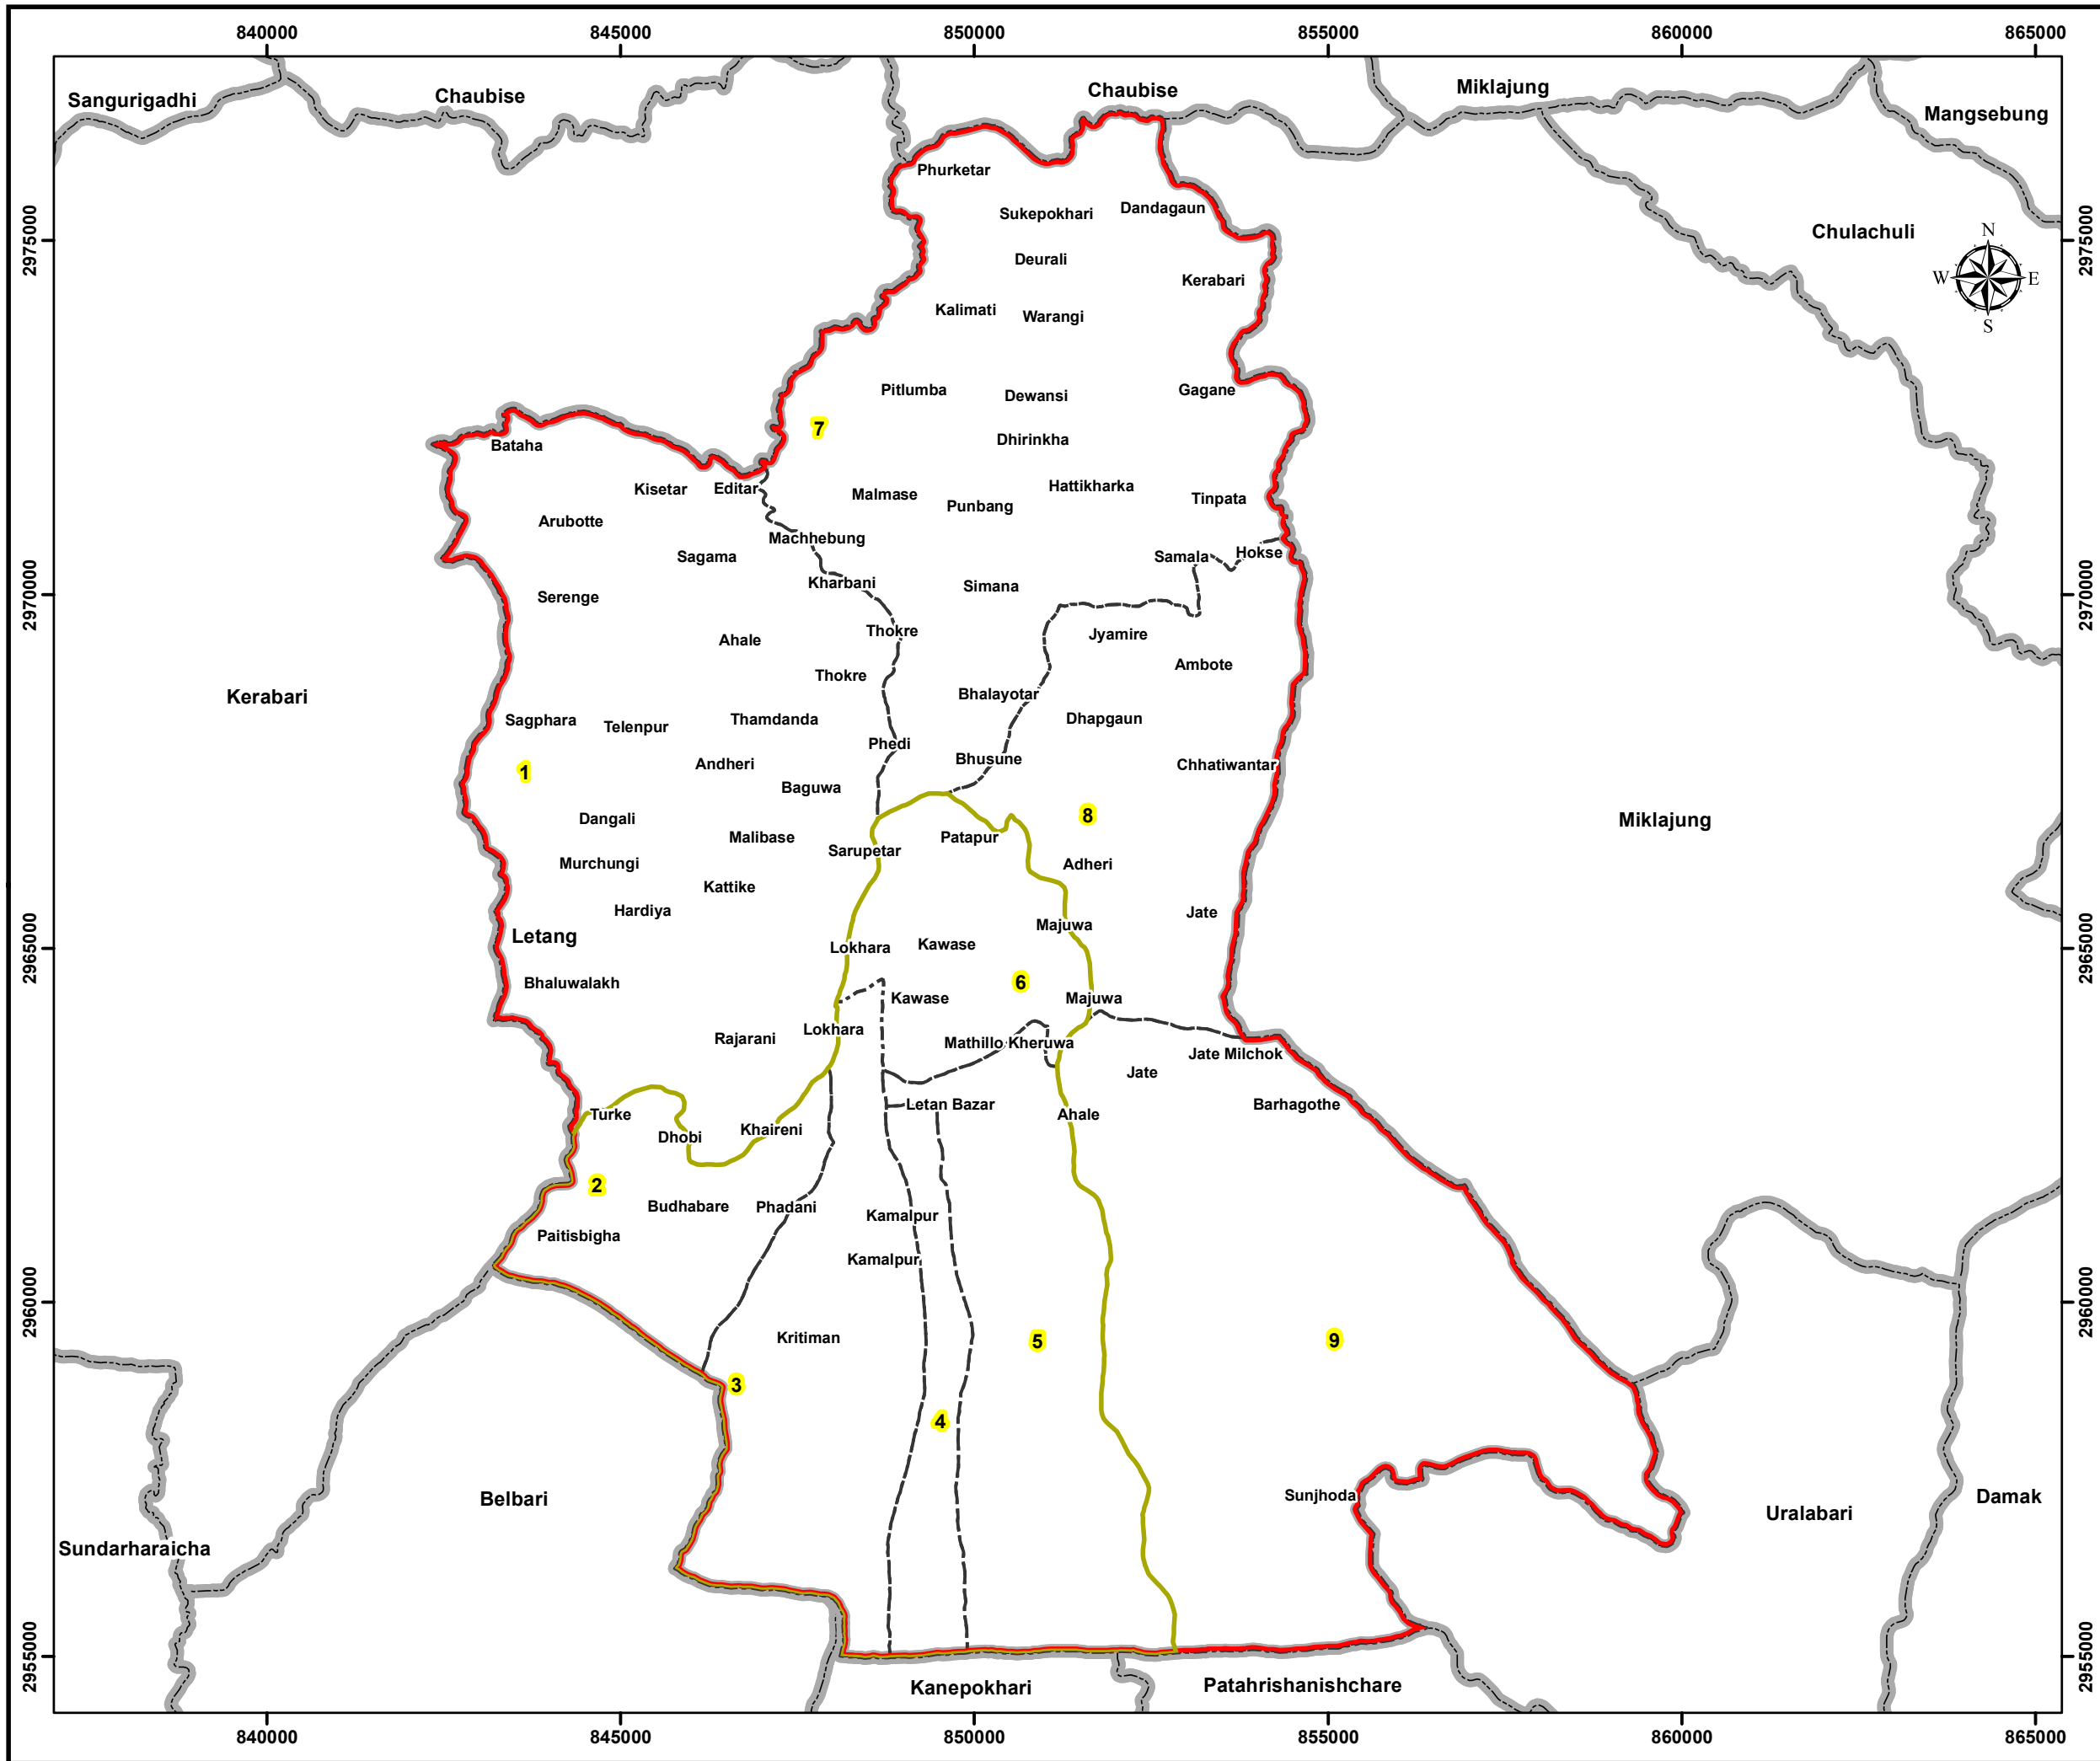 840000 845000 850000 855000 860000 865000
Sangurigadhi
Chaubise
Chaubise
Miklajung
Mangsebung
Phurketar
Sukepokhari
Dandagaun
2975000
Chulachuli
N
2975000
Deurali
Kerabari
W
E
S
Kalimati
Warangi
Pitlumba
Dewansi
Gagane
7
Dhirinkha
Bataha
Kisetar
Editar
Malmase
Hattikharka
Punbang
Tinpata
Arubotte
Machhebung
Sagama
Samala
Hokse
Kharbani
Simana
2970000
Serenge
2970000
Thokre
Jyamire
Ahale
Ambote
Thokre
Kerabari
Bhalayotar
Sagphara
Telenpur
Thamdanda
Dhapgaun
Phedi
Bhusune
1
Andheri
Chhatiwantar
Baguwa
Dangali
8
Miklajung
Malibase
Patapur
Murchungi
Sarupetar
Adheri
Kattike
Hardiya
Jate
Letang
Majuwa
2965000
Lokhara
Kawase
2965000
Bhaluwalakh
6
Kawase
Majuwa
Rajarani
Lokhara
Mathillo Kheruwa
Jate Milchok
Jate
Turke
Letan Bazar
Ahale
Barhagothe
Dhobi
Khaireni
2
Budhabare
Phadani
Kamalpur
Paitisbigha
Kamalpur
2960000
Kritiman
5
9
2960000
3
4
Belbari
Sunjhoda
Uralabari
Damak
Sundarharaicha
2955000
Kanepokhari
Patahrishanishchare
2955000
840000 845000 850000 855000 860000 865000